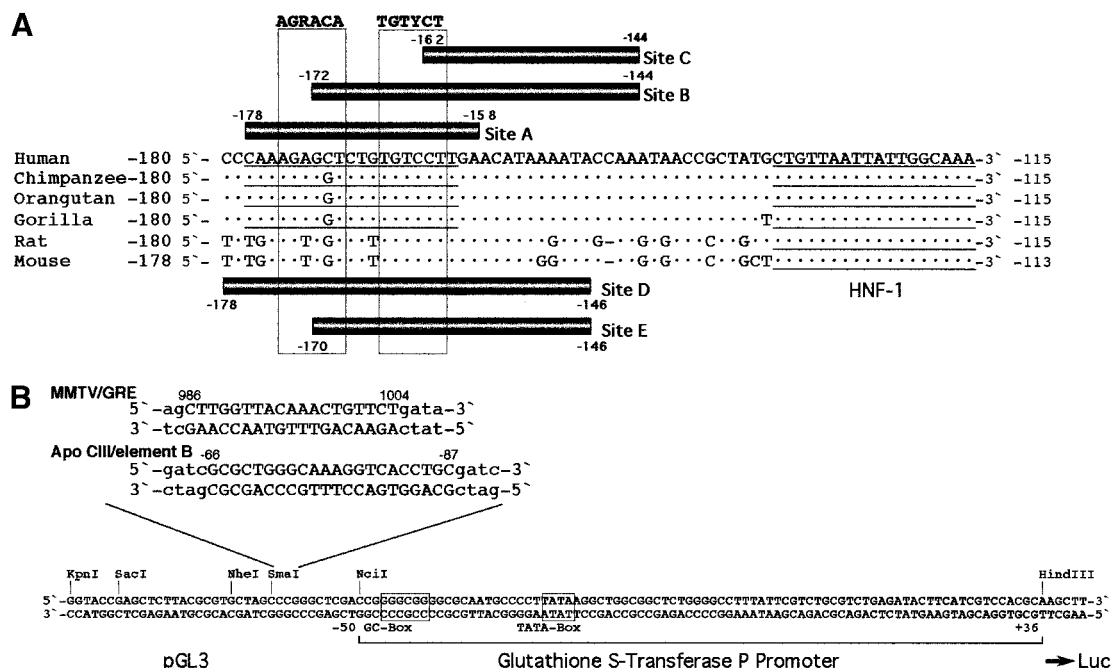 A
AGRACA TGTYCT
-162 -144
Site C
-172 -144
Site B
-178 -158
Site A
Human -180 5`- CCCAAAGAGCTCTGTGTCCTTGAACATAAAATACCAAATAACCGCTATGCTGTTAATTATTGGCAAA -3` -115
Chimpanzee-180 5`- ·········G········································································· -3` -115
Orangutan -180 5`- ·········G········································································· -3` -115
Gorilla -180 5`- ·········G······································T·················· -3` -115
Rat -180 5`- T·TG···T·G···T···············G···G-··G·G···C··G···················· -3` -115
Mouse -178 5`- T·TG···T·G···T··············GG····-··G·G···C··GCT·················· -3` -113
Site D
-178 -146
HNF-1
Site E
-170 -146
B
MMTV/GRE
986 1004
5`-agCTTGGTTACAAACTGTTCTgata-3`
3`-tcGAACCAATGTTTGACAAGActat-5`
Apo CIII/element B
-66 -87
5`-gatcGCGCTGGGCAAAGGTCACCTGCgatc-3`
3`-ctagCGCGACCCGTTTCCAGTGGACGctag-5`
KpnI SacI NheI SmaI NciI HindIII
5`-GGTACCGAGCTCTTACGCGTGCTAGCCCGGGCTCGACCGGGGCGGGGCGCAATGCCCCTTATAAGGCTGGCGGCTCTGGGGCCTTTATTCGTCTGCGTCTGAGATACTTCATCGTCCACGCAAGCTT-3`
3`-CCATGGCTCGAGAATGCGCACGATCGGGCCCGAGCTGGCCCCGCCCCGCGTTACGGGGAATATTCCGACCGCCGAGACCCCGGAAATAAGCAGACGCAGACTCTATGAAGTAGCAGGTGCGTTCGAA-5`
-50 GC-Box TATA-Box +36
pGL3 Glutathione S-Transferase P Promoter Luc